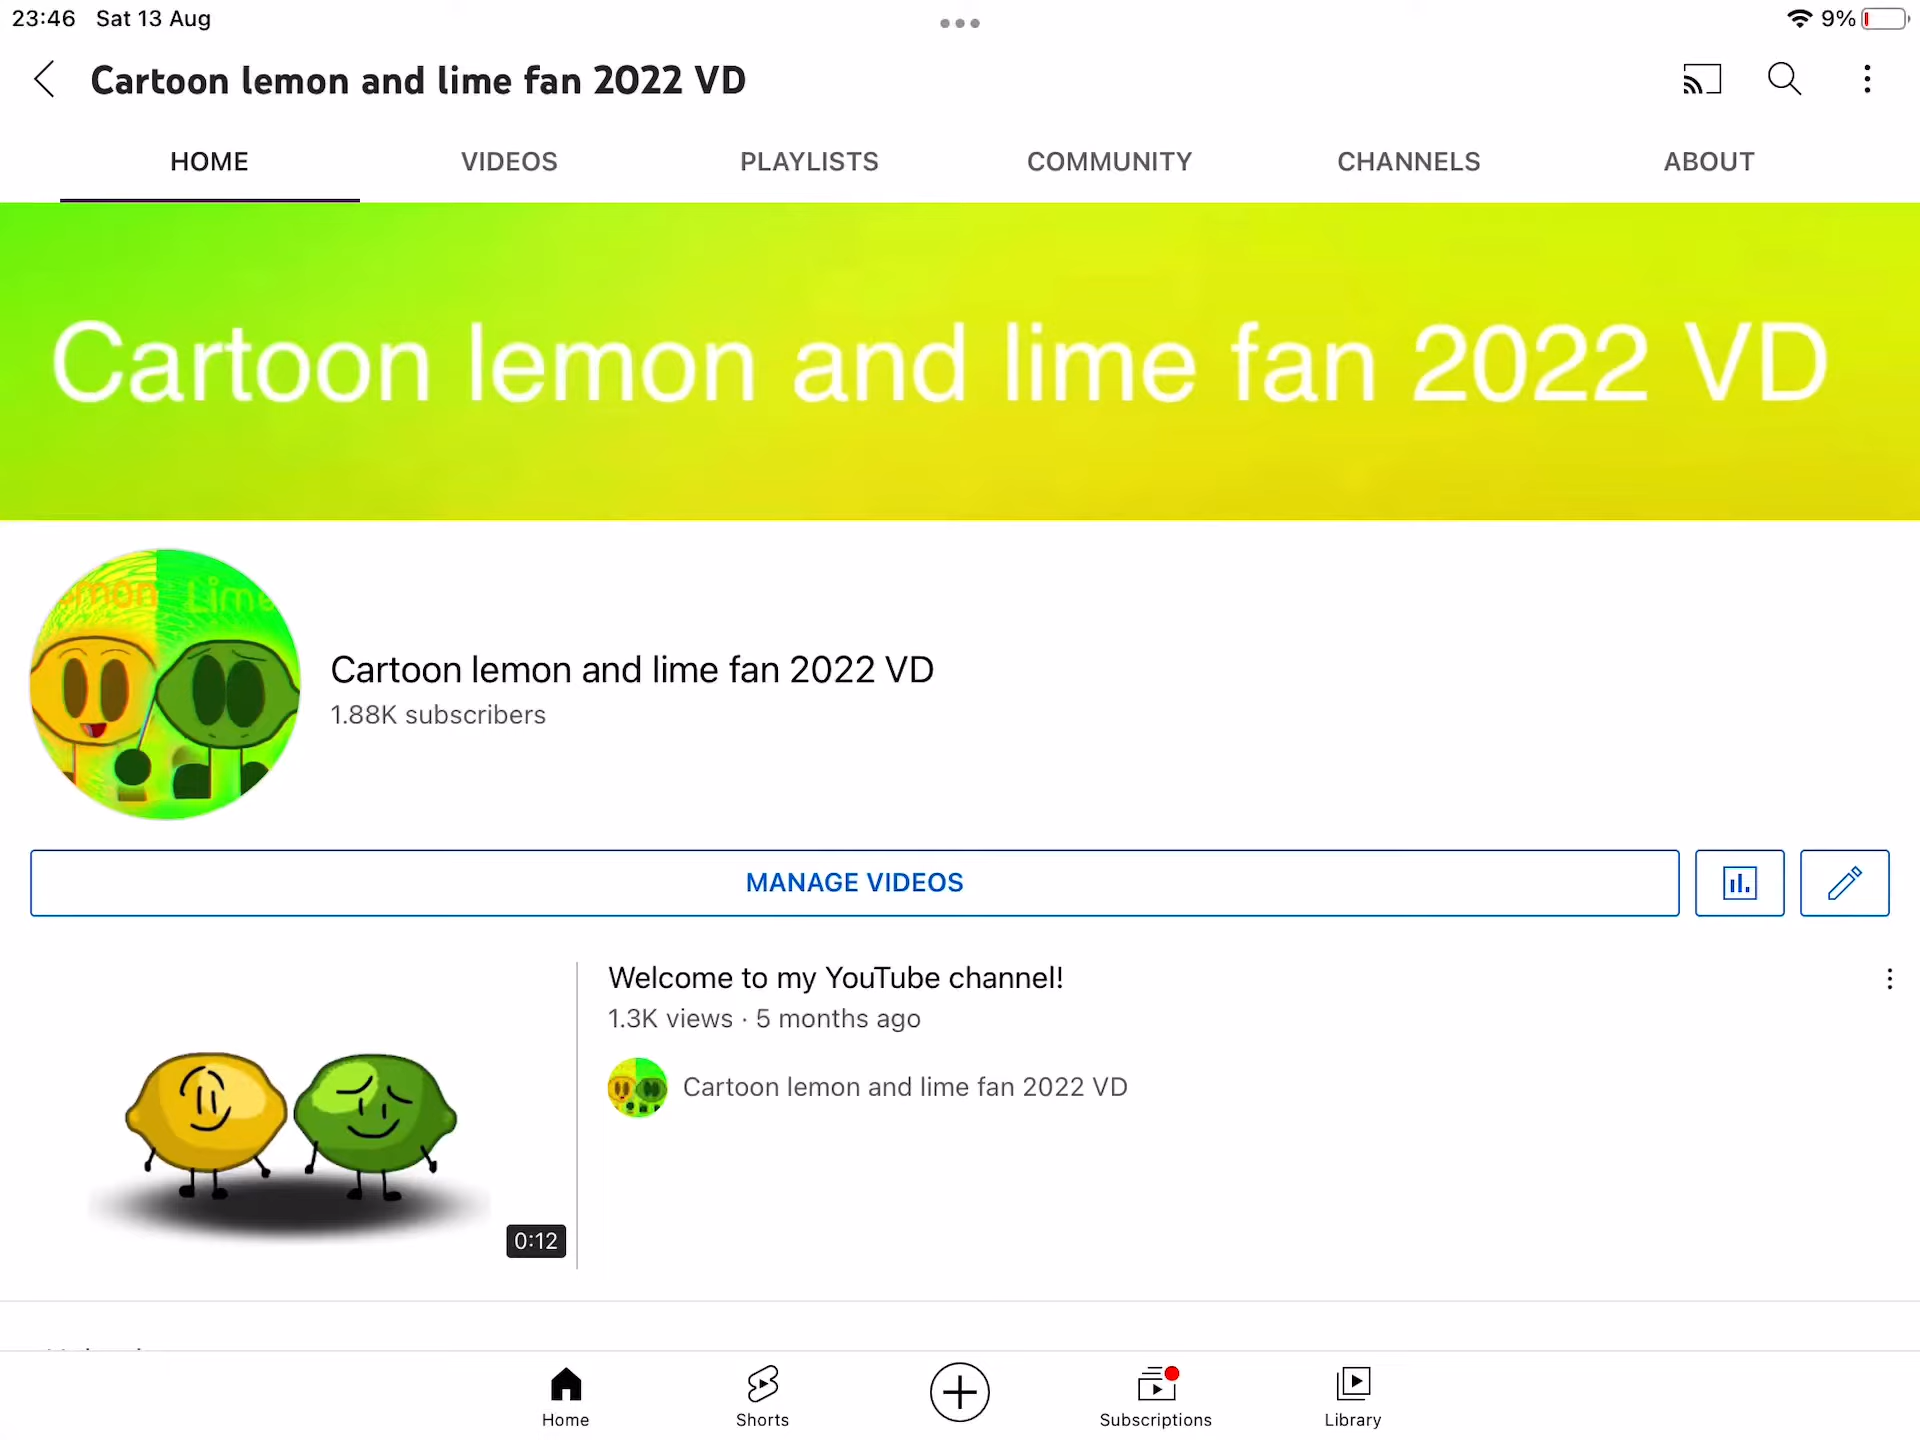 23:46 Sat 13 Aug
9%
Cartoon lemon and lime fan 2022 VD
HOME VIDEOS PLAYLISTS COMMUNITY CHANNELS ABOUT
Cartoon lemon and lime fan 2022 VD
Lime
Cartoon lemon and lime fan 2022 VD
1.88K subscribers
MANAGE VIDEOS
Welcome to my YouTube channel!
1.3K views · 5 months ago
Cartoon lemon and lime fan 2022 VD
0:12
Home Shorts Subscriptions Library